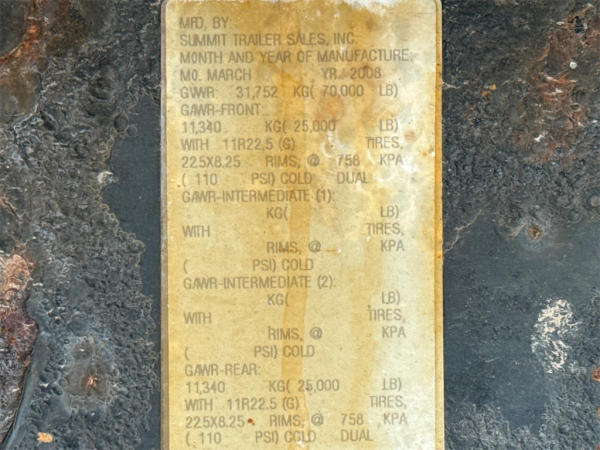 MFD, BY:
SUMMIT TRAILER SALES, INC.
MONTH AND YEAR OF MANUFACTURE:
MO. MARCH YR. 2008
GVWR 31,752 KG( 70,000 LB)
GAWR-FRONT:
11,340 KG( 25,000 LB)
WITH 11R22.5 (G) TIRES,
22.5X8.25 RIMS, @ 758 KPA
( 110 PSI) COLD DUAL
GAWR-INTERMEDIATE (1):
KG( LB)
WITH TIRES,
RIMS, @ KPA
( PSI) COLD
GAWR-INTERMEDIATE (2):
KG( LB)
WITH TIRES,
RIMS, @ KPA
( PSI) COLD
GAWR-REAR:
11,340 KG( 25,000 LB)
WITH 11R22.5 (G) TIRES,
22.5X8.25 RIMS, @ 758 KPA
( 110 PSI) COLD DUAL